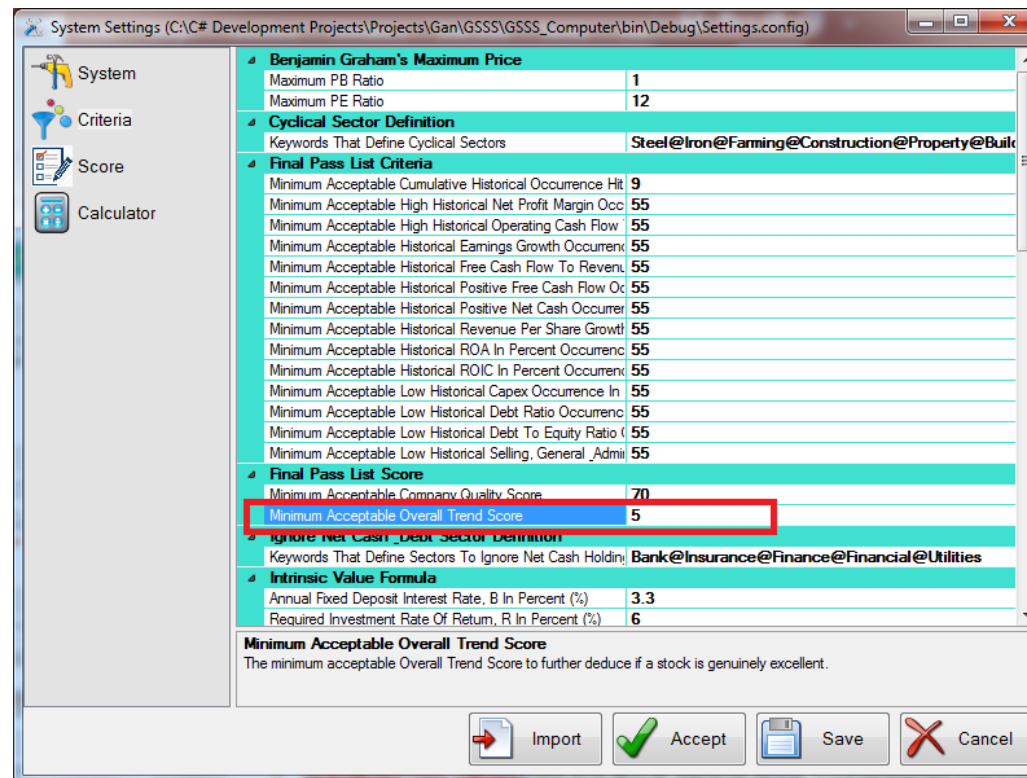 System Settings (C:\C# Development Projects\Projects\Gan\GSSS\GSSS_Computer\bin\Debug\Settings.config)
System
Criteria
Score
Calculator
Benjamin Graham's Maximum Price
Maximum PB Ratio 1
Maximum PE Ratio 12
Cyclical Sector Definition
Keywords That Define Cyclical Sectors Steel@Iron@Farming@Construction@Property@Build
Final Pass List Criteria
Minimum Acceptable Cumulative Historical Occurrence Hit 9
Minimum Acceptable High Historical Net Profit Margin Occ 55
Minimum Acceptable High Historical Operating Cash Flow 55
Minimum Acceptable Historical Earnings Growth Occurrenc 55
Minimum Acceptable Historical Free Cash Flow To Revenu 55
Minimum Acceptable Historical Positive Free Cash Flow Oc 55
Minimum Acceptable Historical Positive Net Cash Occurrer 55
Minimum Acceptable Historical Revenue Per Share Growth 55
Minimum Acceptable Historical ROA In Percent Occurrenc 55
Minimum Acceptable Historical ROIC In Percent Occurrenc 55
Minimum Acceptable Low Historical Capex Occurrence In 55
Minimum Acceptable Low Historical Debt Ratio Occurrenc 55
Minimum Acceptable Low Historical Debt To Equity Ratio ( 55
Minimum Acceptable Low Historical Selling, General _Admir 55
Final Pass List Score
Minimum Acceptable Company Quality Score 70
Minimum Acceptable Overall Trend Score 5
Ignore Net Cash _Debt Sector Definition
Keywords That Define Sectors To Ignore Net Cash Holding Bank@Insurance@Finance@Financial@Utilities
Intrinsic Value Formula
Annual Fixed Deposit Interest Rate, B In Percent (%) 3.3
Required Investment Rate Of Return, R In Percent (%) 6
Minimum Acceptable Overall Trend Score
The minimum acceptable Overall Trend Score to further deduce if a stock is genuinely excellent.
Import
Accept
Save
Cancel